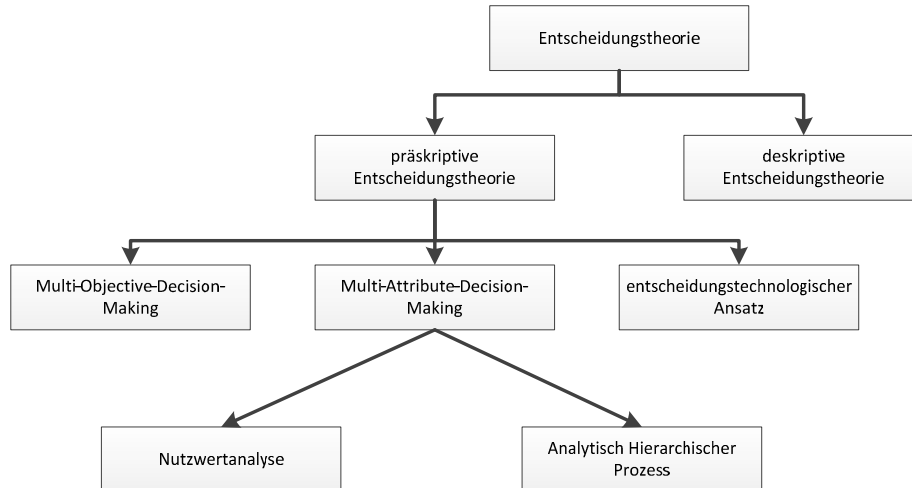 Entscheidungstheorie
präskriptive
Entscheidungstheorie
deskriptive
Entscheidungstheorie
Multi-Objective-Decision-
Making
Multi-Attribute-Decision-
Making
entscheidungstechnologischer
Ansatz
Nutzwertanalyse
Analytisch Hierarchischer
Prozess